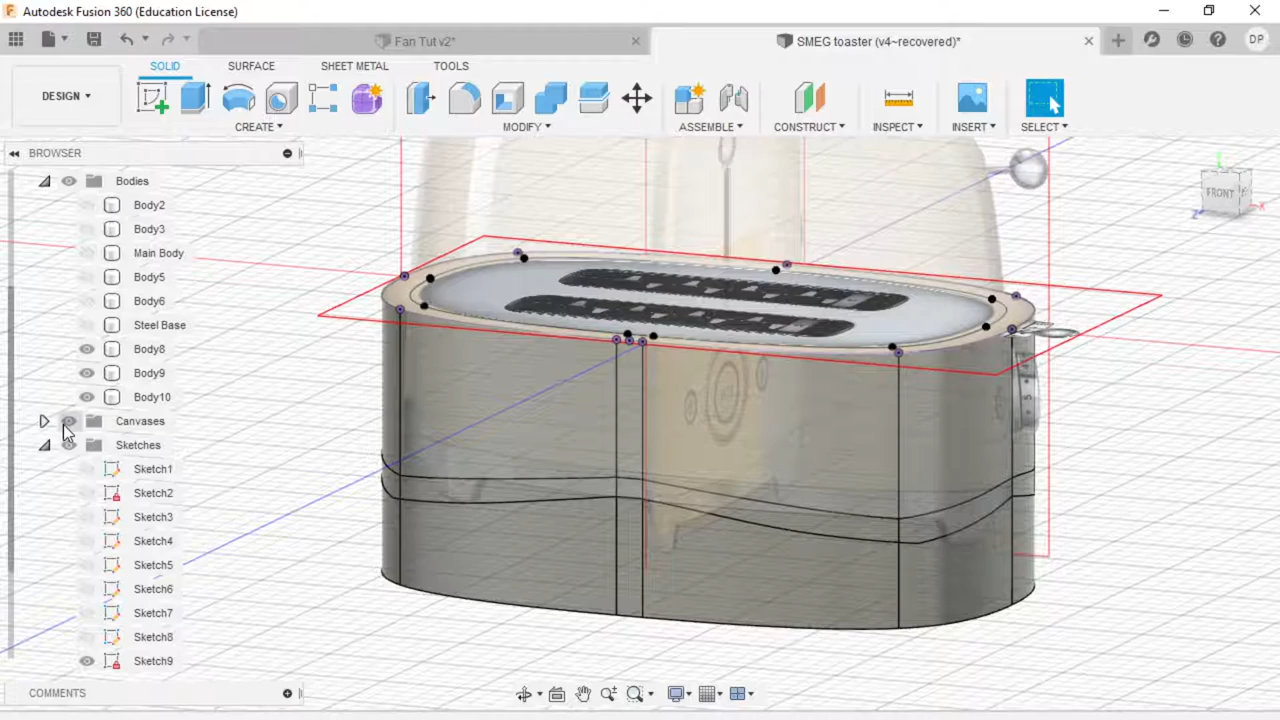 Autodesk Fusion 360 (Education License)
Fan Tut v2*
SMEG toaster (v4~recovered)*
DP
SOLID SURFACE SHEET METAL TOOLS
DESIGN
CREATE MODIFY ASSEMBLE CONSTRUCT INSPECT INSERT SELECT
BROWSER
Bodies
Body2
Body3
Main Body
Body5
Body6
Steel Base
Body8
Body9
Body10
Canvases
Sketches
Sketch1
Sketch2
Sketch3
Sketch4
Sketch5
Sketch6
Sketch7
Sketch8
Sketch9
FRONT
Z
X
COMMENTS